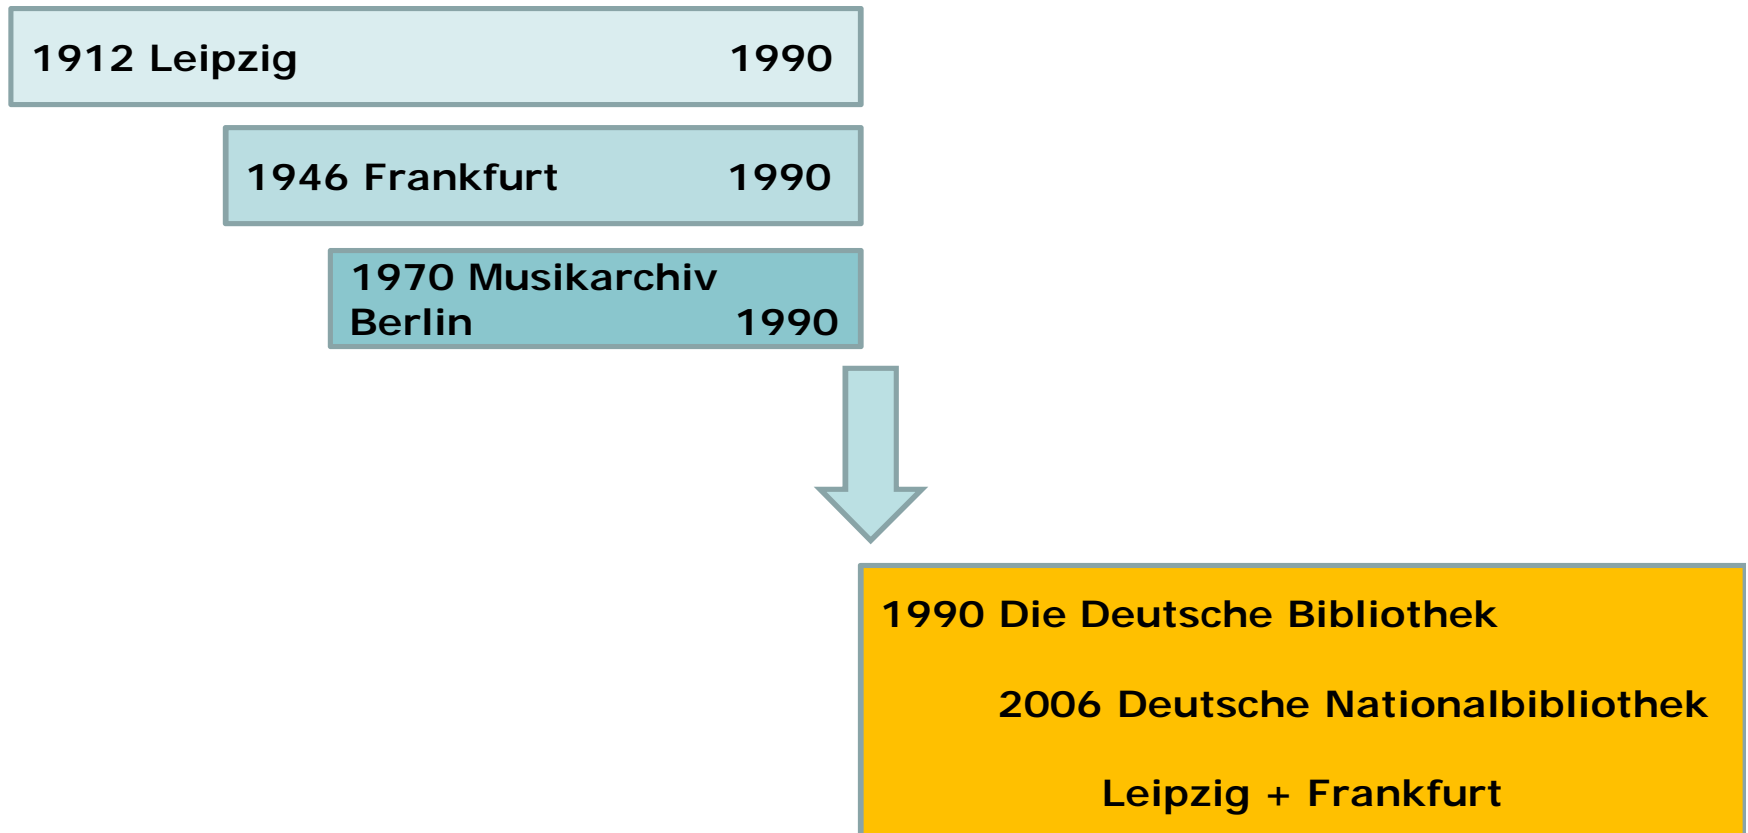 1912 Leipzig 1990
1946 Frankfurt 1990
1970 Musikarchiv
Berlin 1990
1990 Die Deutsche Bibliothek
2006 Deutsche Nationalbibliothek
Leipzig + Frankfurt